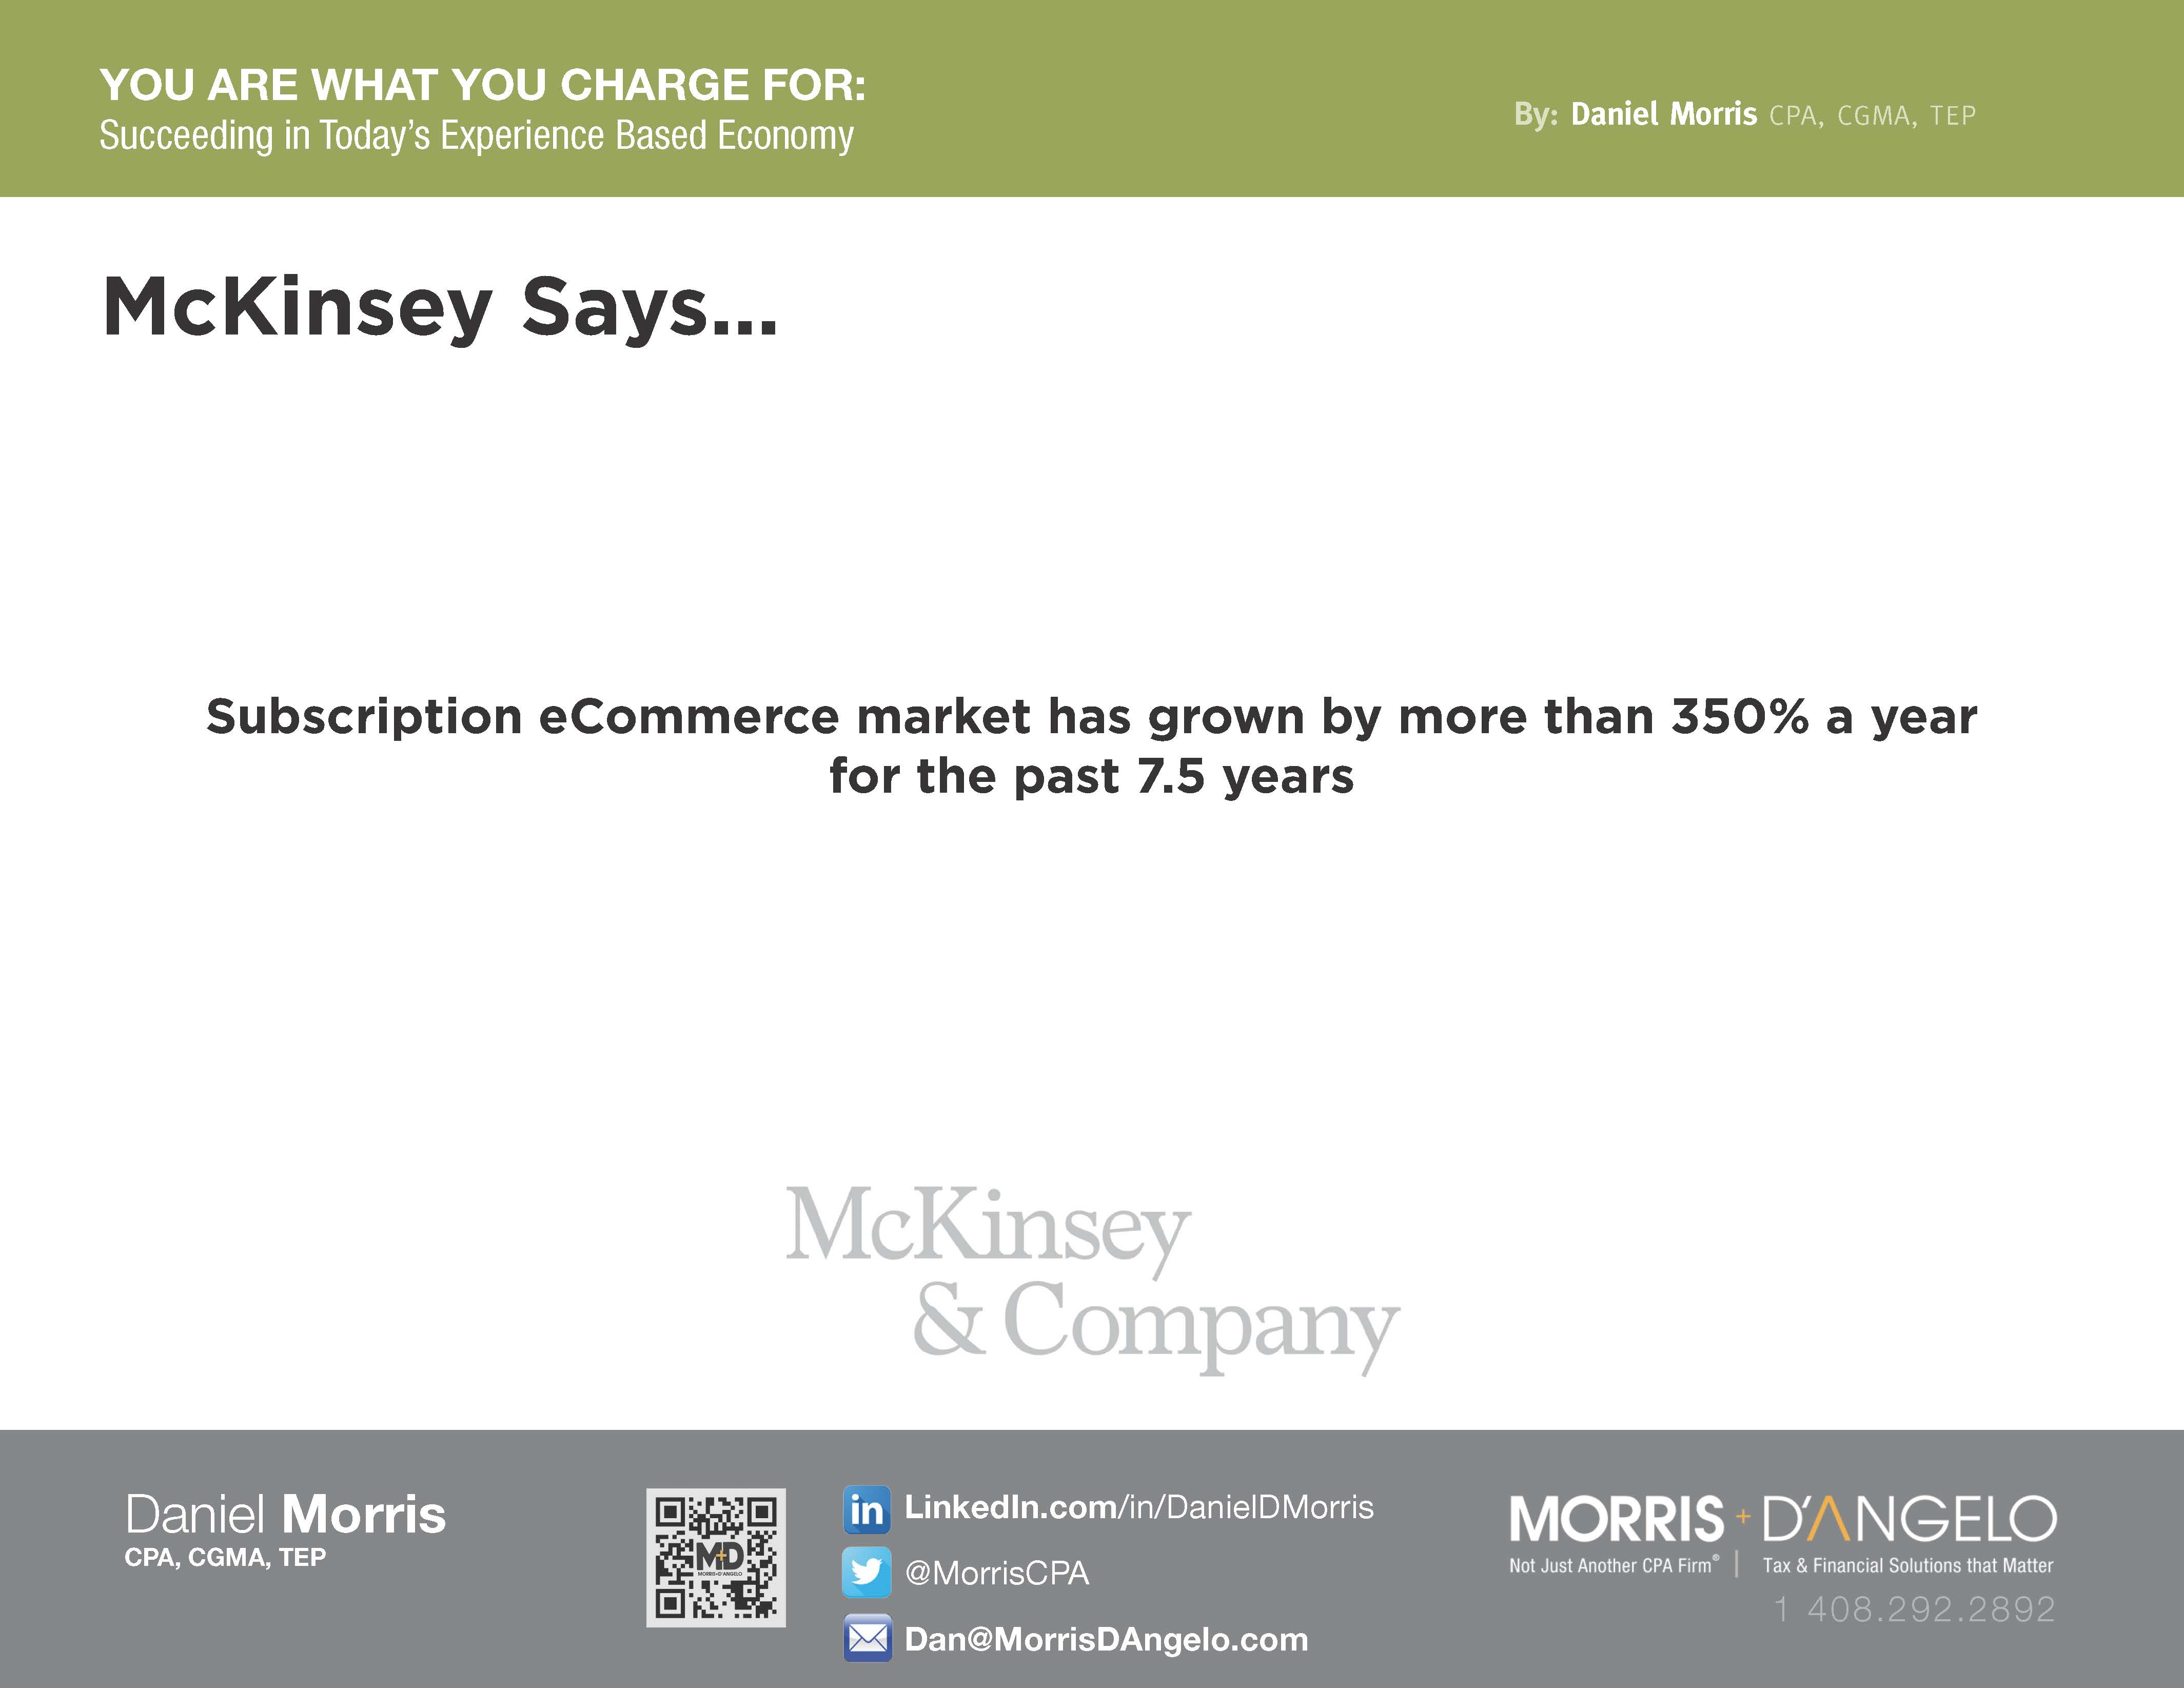 YOU ARE WHAT YOU CHARGE FOR:
Succeeding in Today's Experience Based Economy
By: Daniel Morris CPA, CGMA, TEP
McKinsey Says...
Subscription eCommerce market has grown by more than 350% a year
for the past 7.5 years
McKinsey
& Company
Daniel Morris
CPA, CGMA, TEP
M+D
MORRIS+D'ANGELO
in LinkedIn.com/in/DanielDMorris
@MorrisCPA
Dan@MorrisDAngelo.com
MORRIS + D'ANGELO
Not Just Another CPA Firm® | Tax & Financial Solutions that Matter
1 408.292.2892